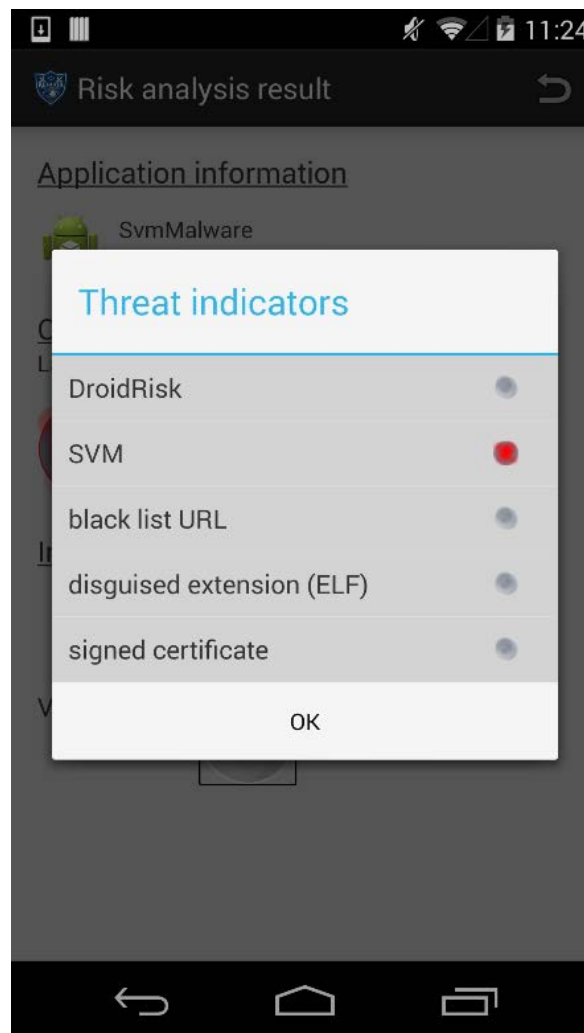 11:24
Risk analysis result
Application information
SvmMalware
Threat indicators
DroidRisk
SVM
black list URL
disguised extension (ELF)
signed certificate
OK